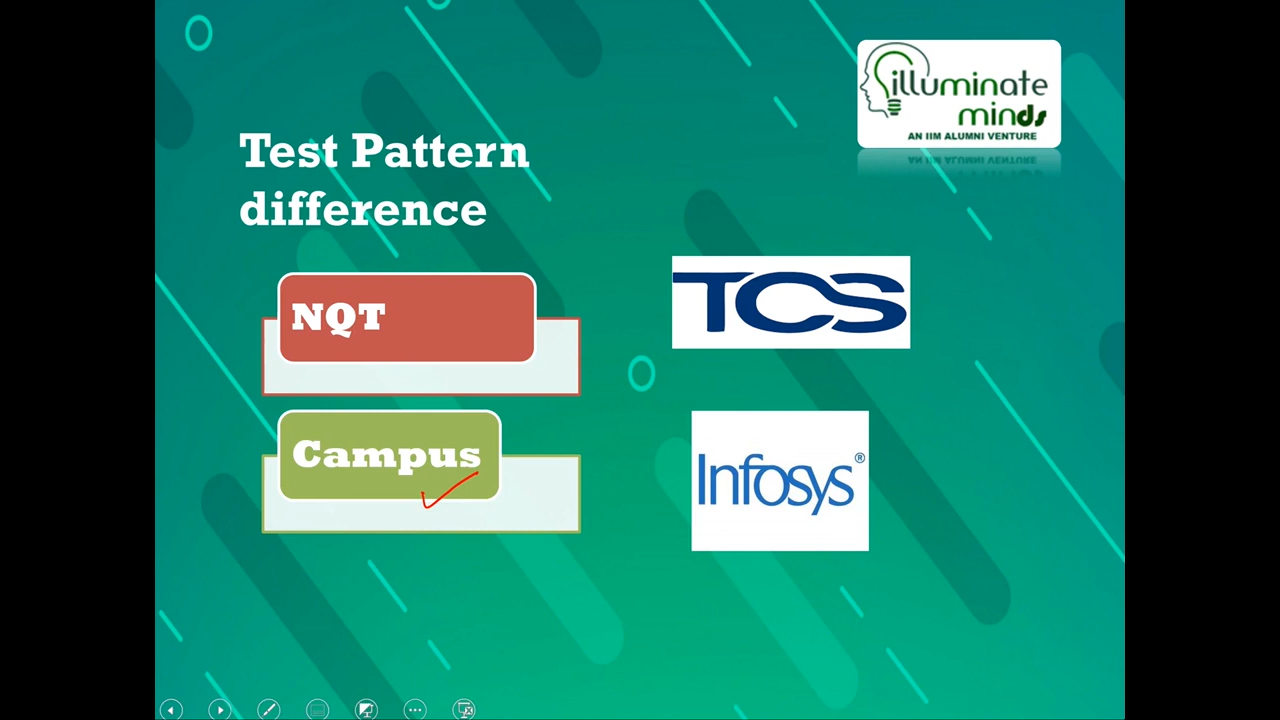 illuminate
minds
AN IIM ALUMNI VENTURE
Test Pattern
difference
NQT
TCS
Campus
Infosys®